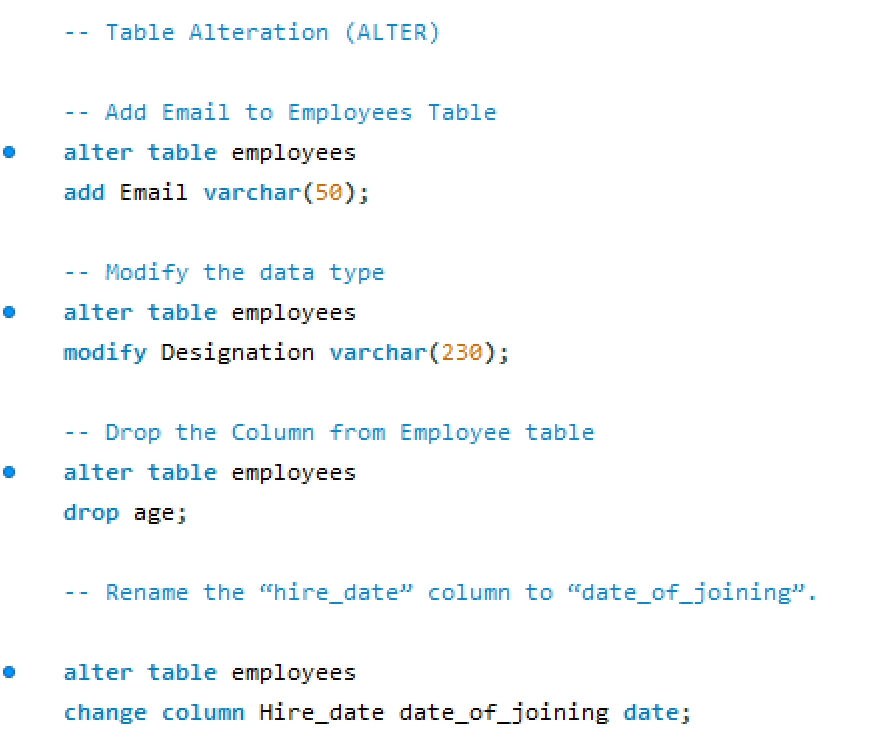 -- Table Alteration (ALTER)
-- Add Email to Employees Table
alter table employees
add Email varchar(50);
-- Modify the data type
alter table employees
modify Designation varchar(230);
-- Drop the Column from Employee table
alter table employees
drop age;
-- Rename the “hire_date” column to “date_of_joining”.
alter table employees
change column Hire_date date_of_joining date;